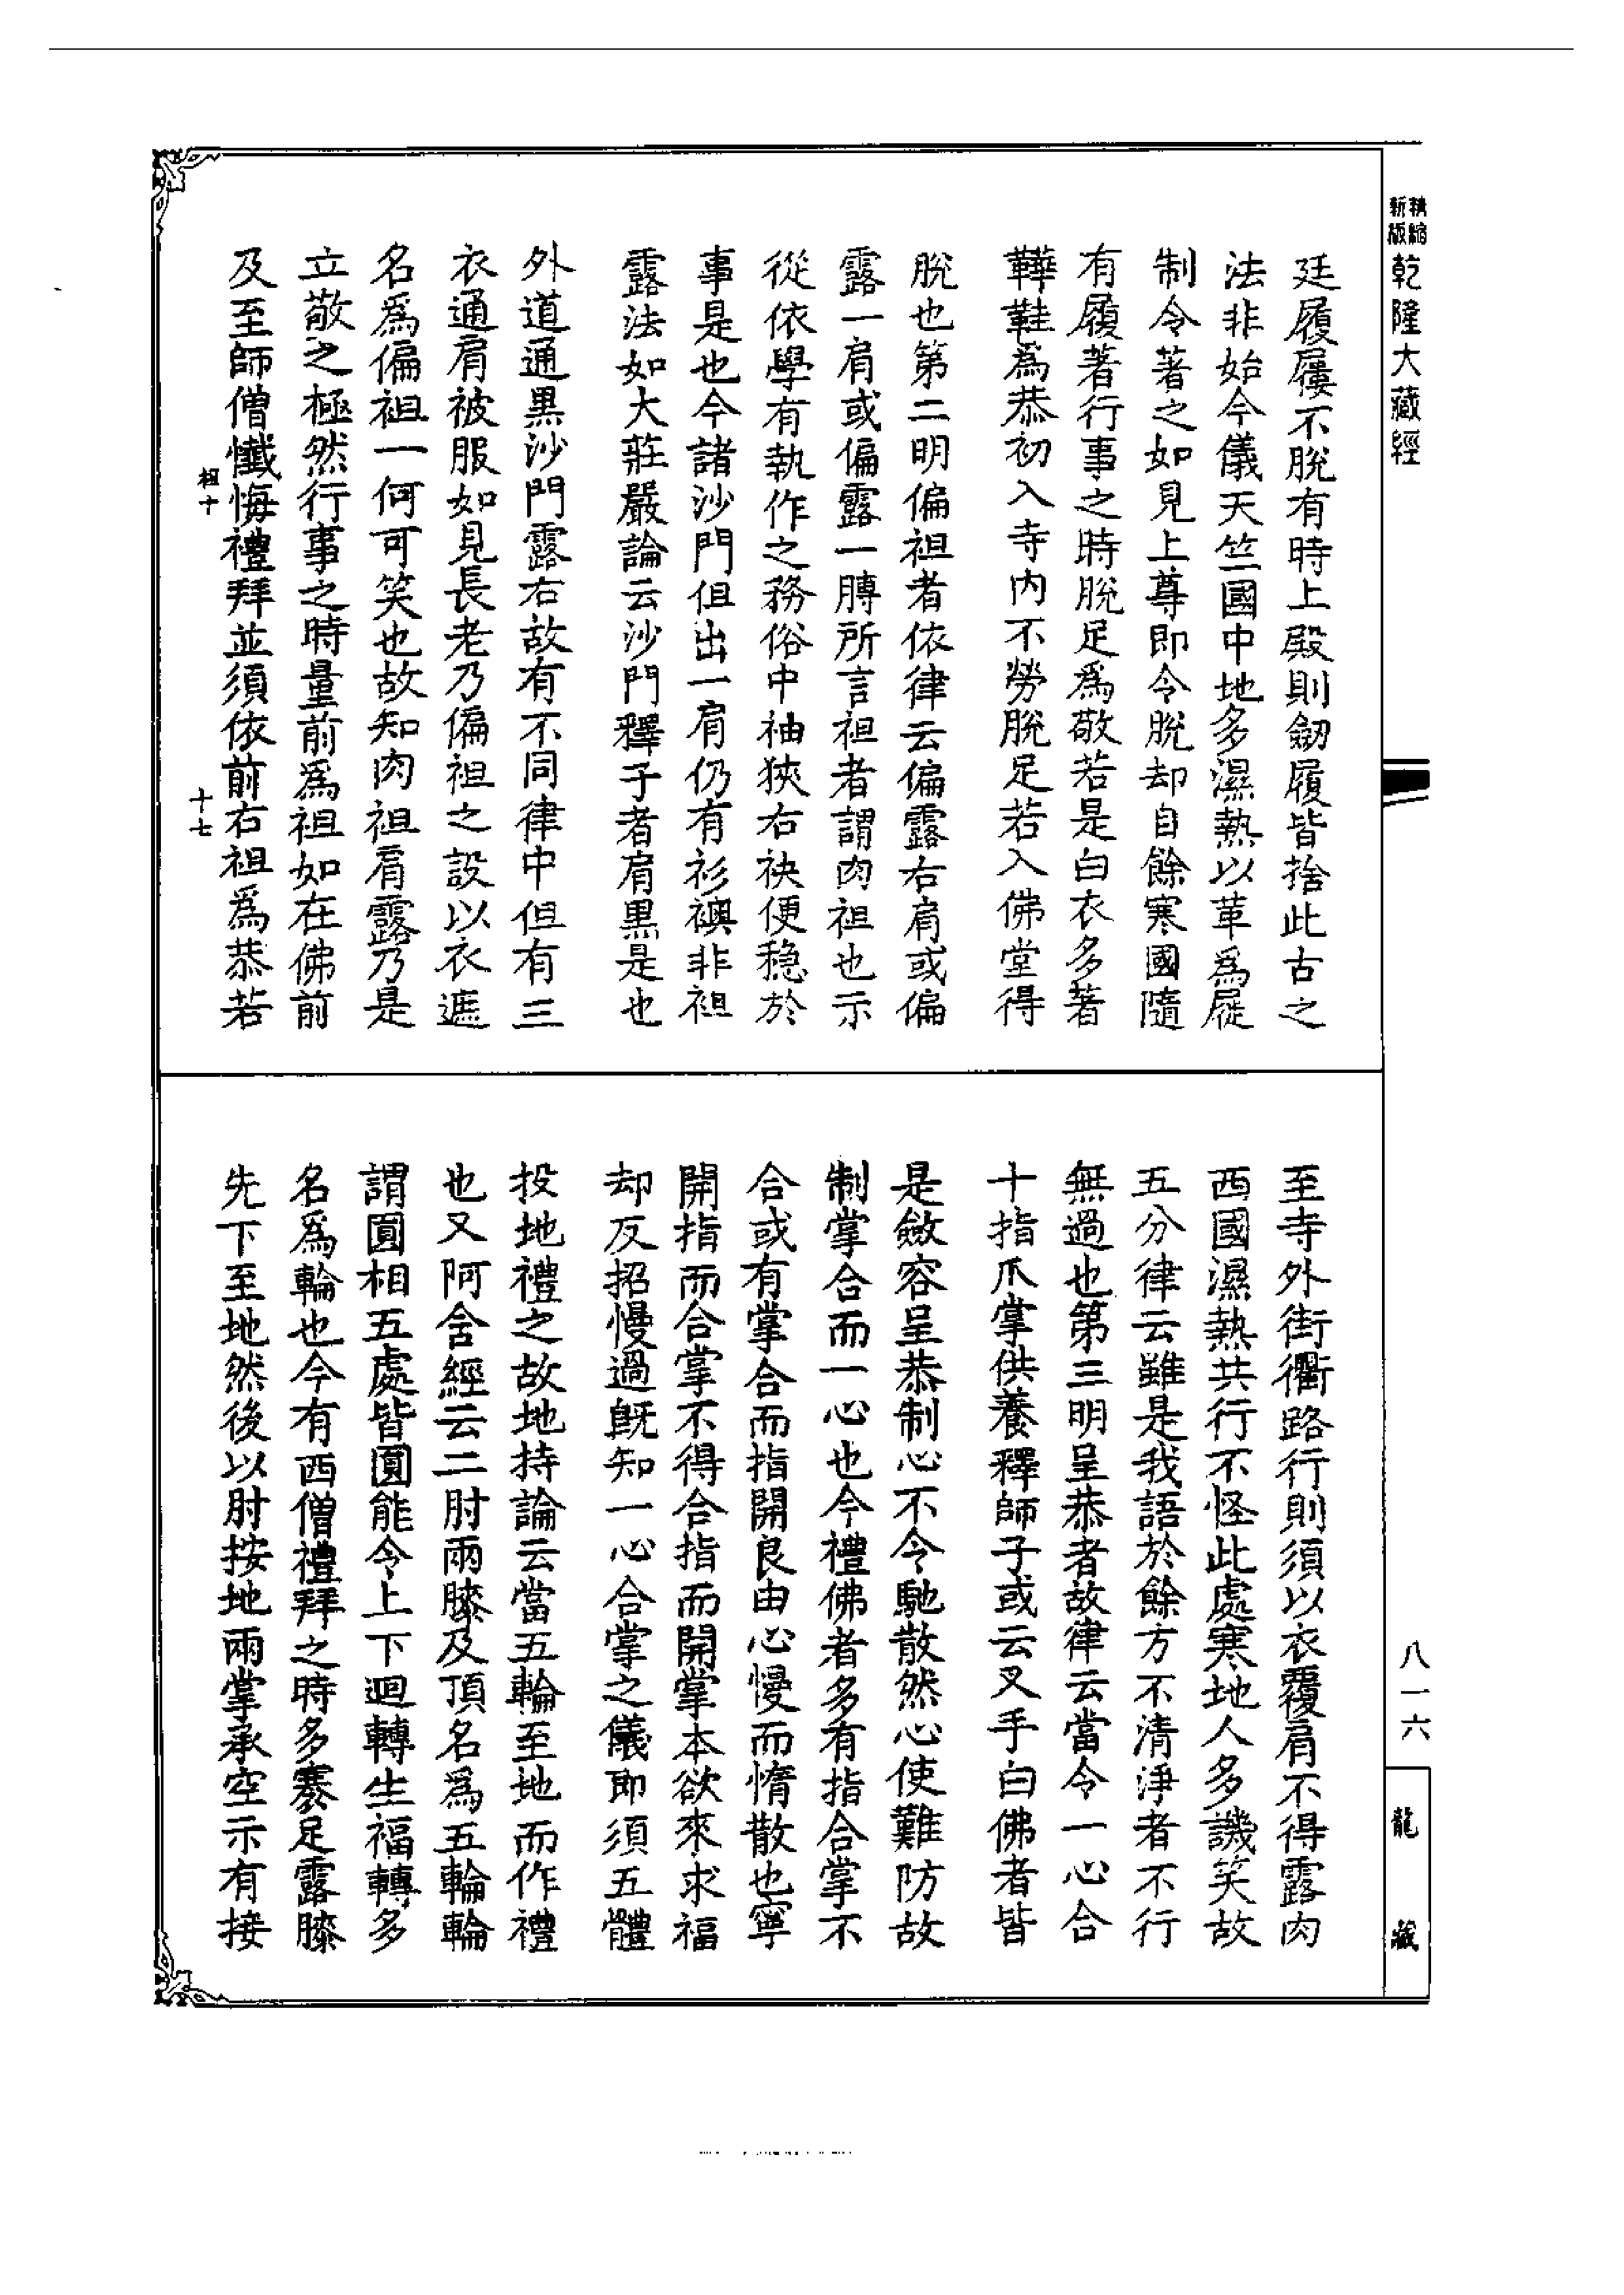 新版
精縮
乾隆大藏經
廷履屨不脫有時上殿則劒履皆捨此古之
法非始今儀天竺國中地多濕熱以革為屣
制令著之如見上尊即令脫却自餘寒國隨
有履著行事之時脫足為敬若是白衣多著
鞾鞋為恭初入寺內不勞脫足若入佛堂得
脫也第二明偏袒者依律云偏露右肩或偏
露一肩或偏露一膊所言袒者謂肉袒也示
從依學有執作之務俗中袖狹右袂便穩於
事是也今諸沙門但出一肩仍有衫襖非袒
露法如大莊嚴論云沙門釋子者肩黑是也
外道通黑沙門露右故有不同律中但有三
衣通肩被服如見長老乃偏袒之設以衣遮
名為偏袒一何可笑也故知肉袒肩露乃是
立敬之極然行事之時量前為袒如在佛前
及至師僧懺悔禮拜並須依前右袒為恭若
十七
至寺外街衢路行則須以衣覆肩不得露肉
西國濕熱共行不怪此處寒地人多譏笑故
五分律云雖是我語於餘方不清淨者不行
無過也第三明呈恭者故律云當令一心合
十指爪掌供養釋師子或云叉手白佛者皆
是斂容呈恭制心不令馳散然心使難防故
制掌合而一心也今禮佛者多有指合掌不
合或有掌合而指開良由心慢而惰散也寧
開指而合掌不得合指而開掌本欲來求福
却反招慢過既知一心合掌之儀即須五體
投地禮之故地持論云當五輪至地而作禮
也又阿含經云二肘兩膝及頂名為五輪輪
謂圓相五處皆圓能令上下迴轉生福轉多
名為輪也今有西僧禮拜之時多褰足露膝
先下至地然後以肘按地兩掌承空示有接
八一六
龍藏